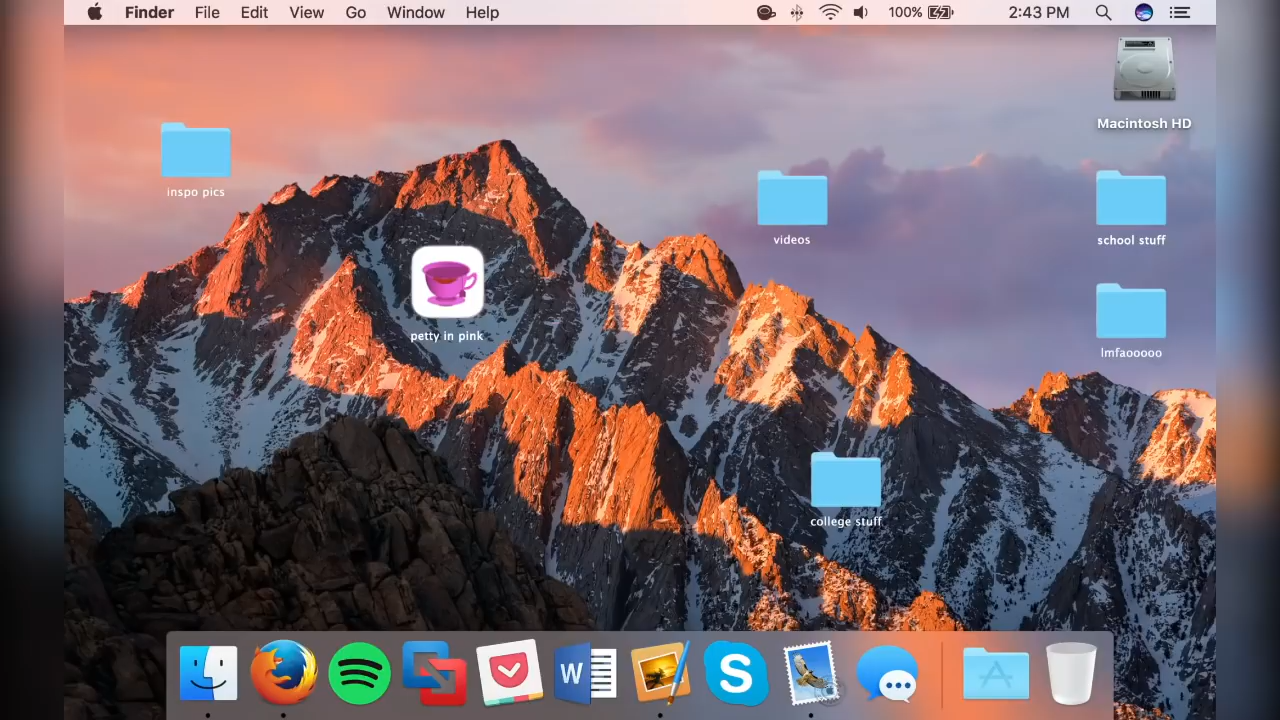 Finder File Edit View Go Window Help 100% 2:43 PM
Macintosh HD
inspo pics
videos
school stuff
petty in pink
lmfaooooo
college stuff
W
S